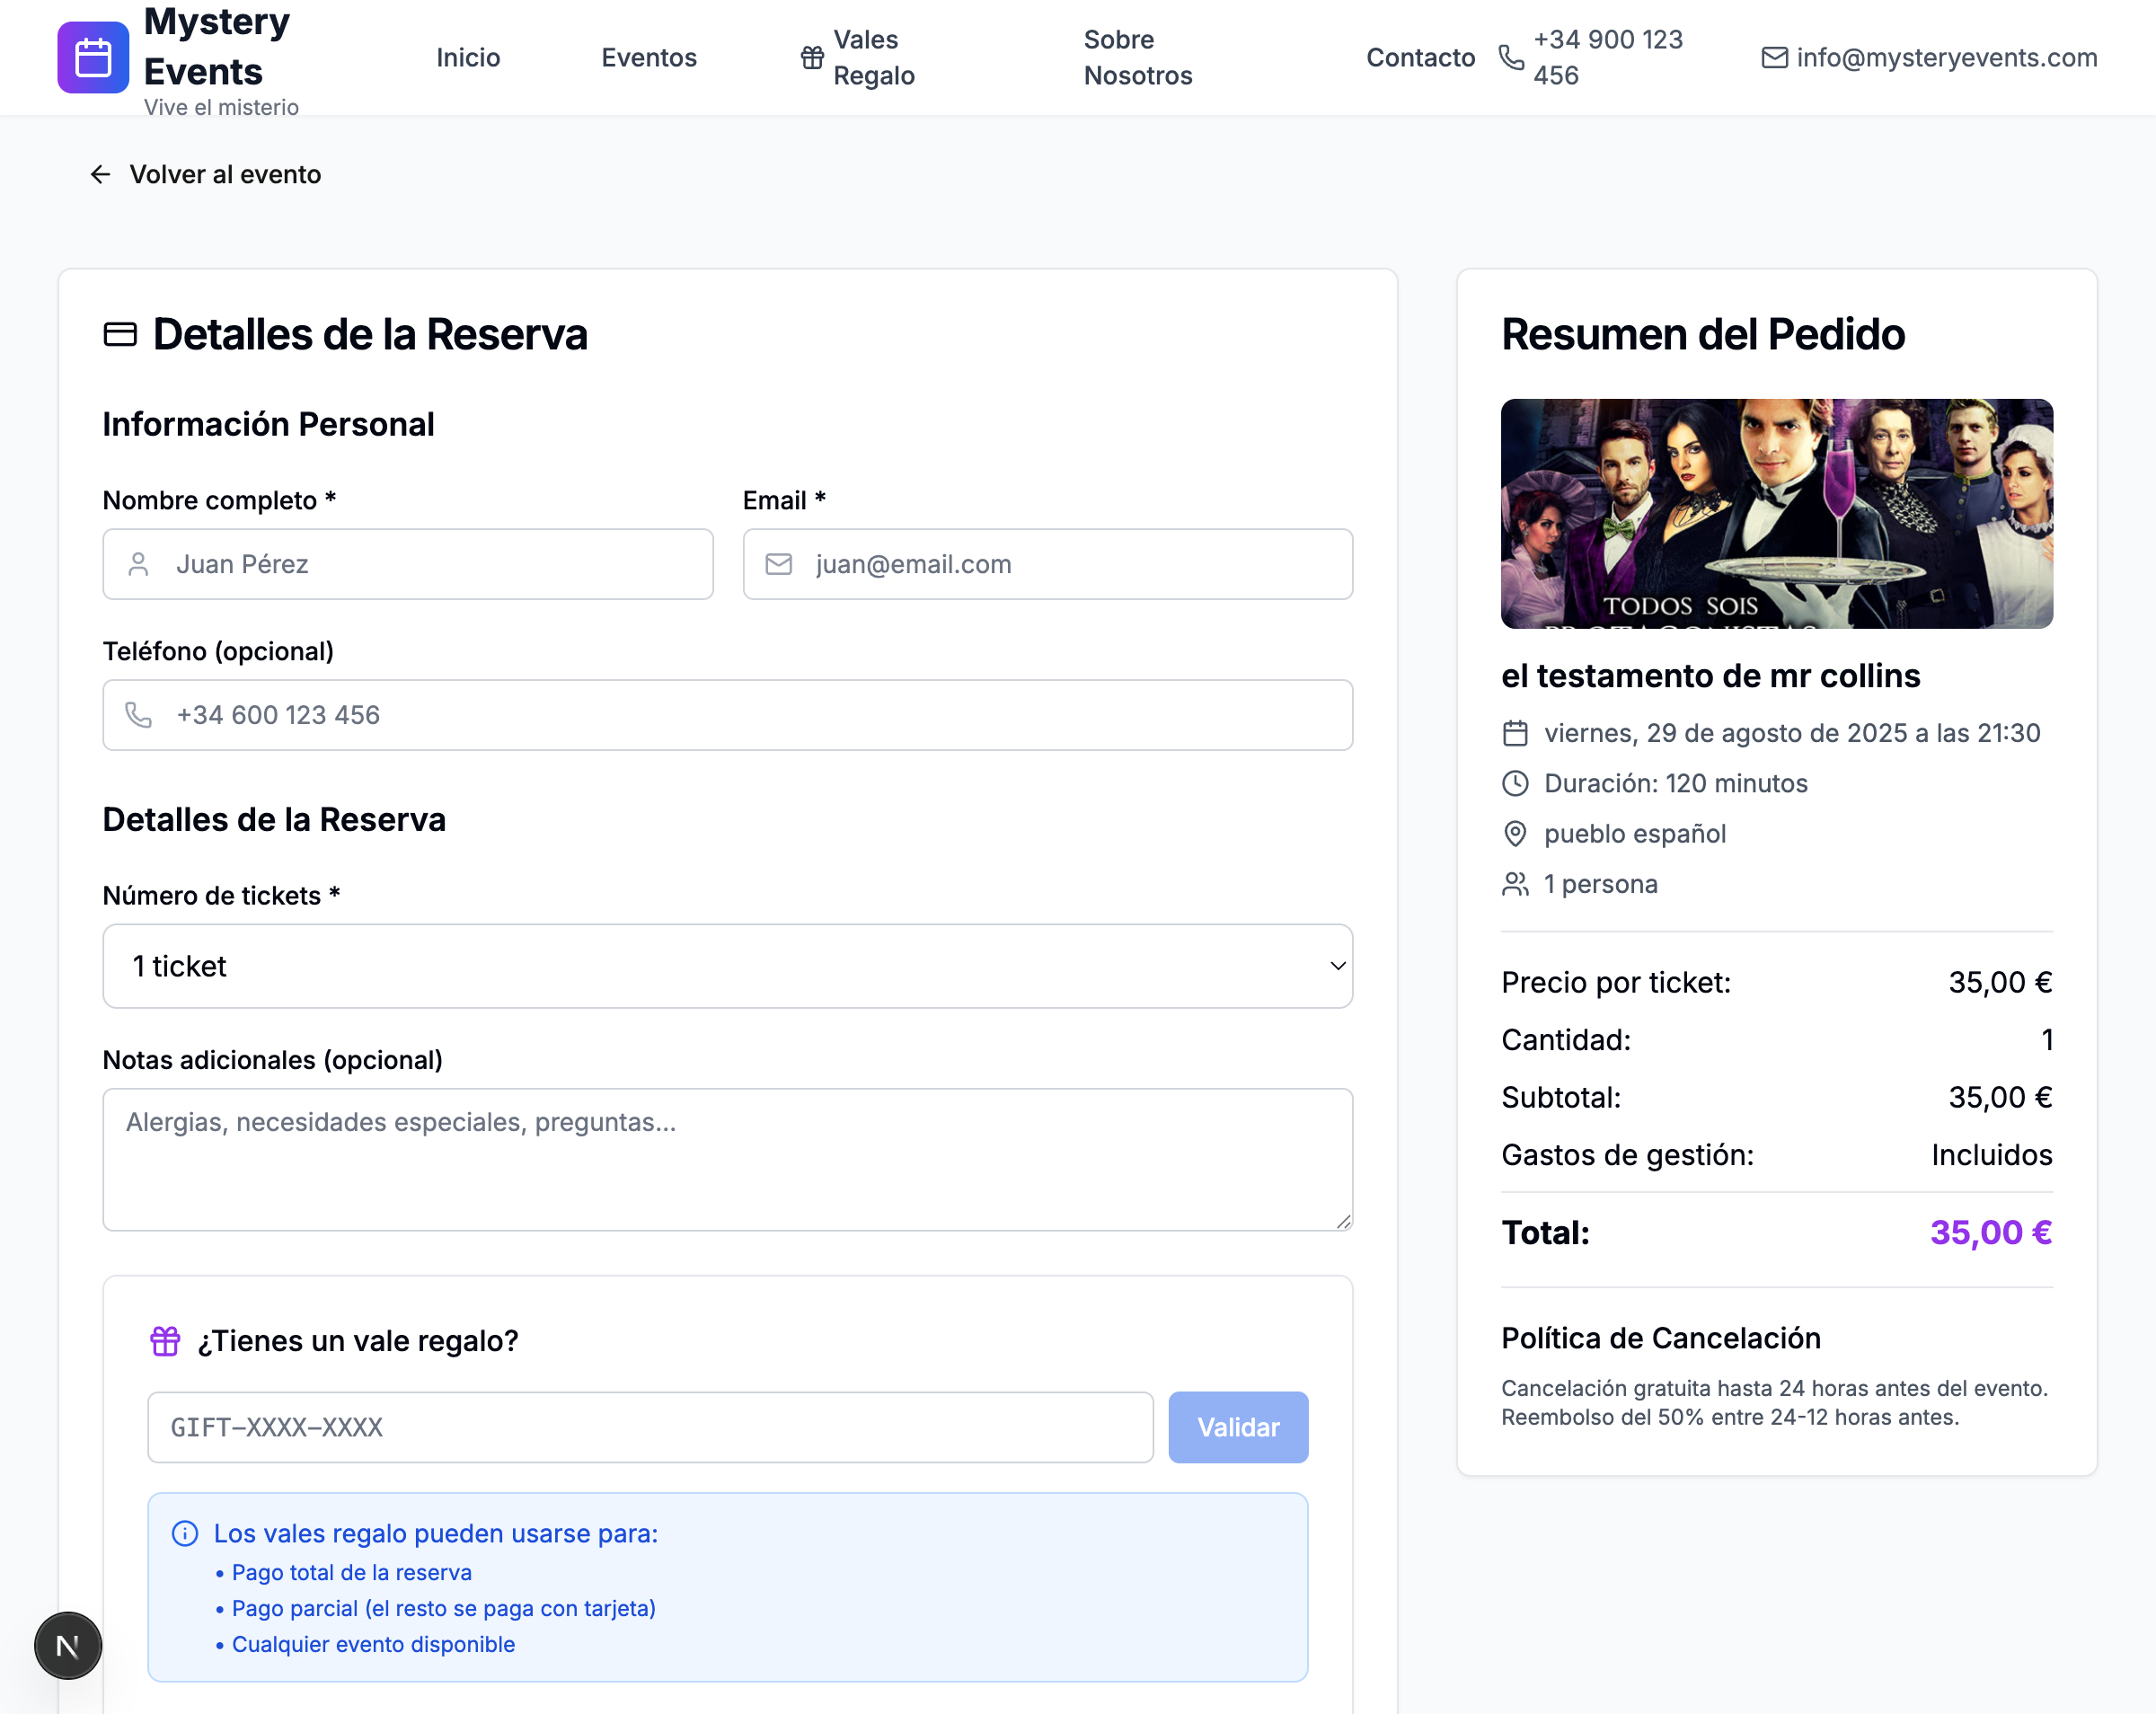 Mystery
Events
Vive el misterio
Inicio
Eventos
Vales
Regalo
Sobre
Nosotros
Contacto
+34 900 123
456
info@mysteryevents.com
Volver al evento
Detalles de la Reserva
Información Personal
Nombre completo *
Email *
Juan Pérez
juan@email.com
Teléfono (opcional)
+34 600 123 456
Detalles de la Reserva
Número de tickets *
1 ticket
Notas adicionales (opcional)
Alergias, necesidades especiales, preguntas...
¿Tienes un vale regalo?
GIFT-XXXX-XXXX
Validar
Los vales regalo pueden usarse para:
• Pago total de la reserva
• Pago parcial (el resto se paga con tarjeta)
• Cualquier evento disponible
N
Resumen del Pedido
TODOS SOIS
el testamento de mr collins
viernes, 29 de agosto de 2025 a las 21:30
Duración: 120 minutos
pueblo español
1 persona
Precio por ticket: 35,00 €
Cantidad: 1
Subtotal: 35,00 €
Gastos de gestión: Incluidos
Total: 35,00 €
Política de Cancelación
Cancelación gratuita hasta 24 horas antes del evento.
Reembolso del 50% entre 24-12 horas antes.